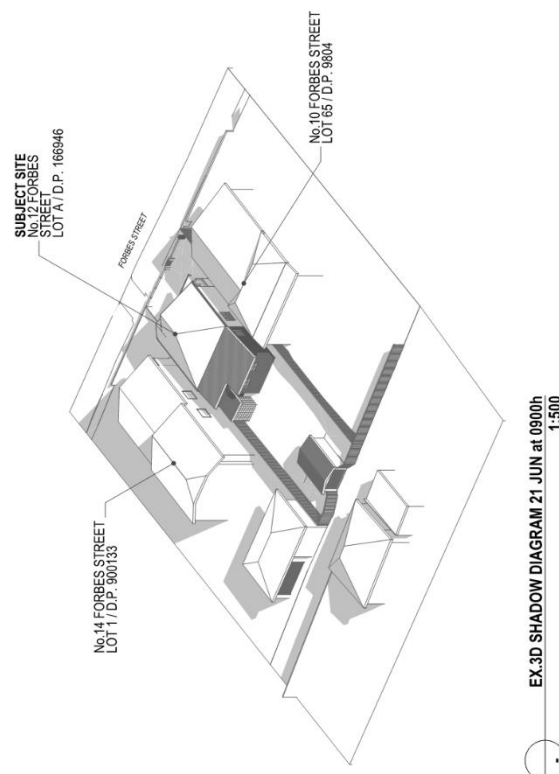 SUBJECT SITE
No.12 FORBES
STREET
LOT A / D.P. 166946
FORBES STREET
No.10 FORBES STREET
LOT 65 / D.P. 9804
No.14 FORBES STREET
LOT 1 / D.P. 900133
EX.3D SHADOW DIAGRAM 21 JUN at 0900h
1:500